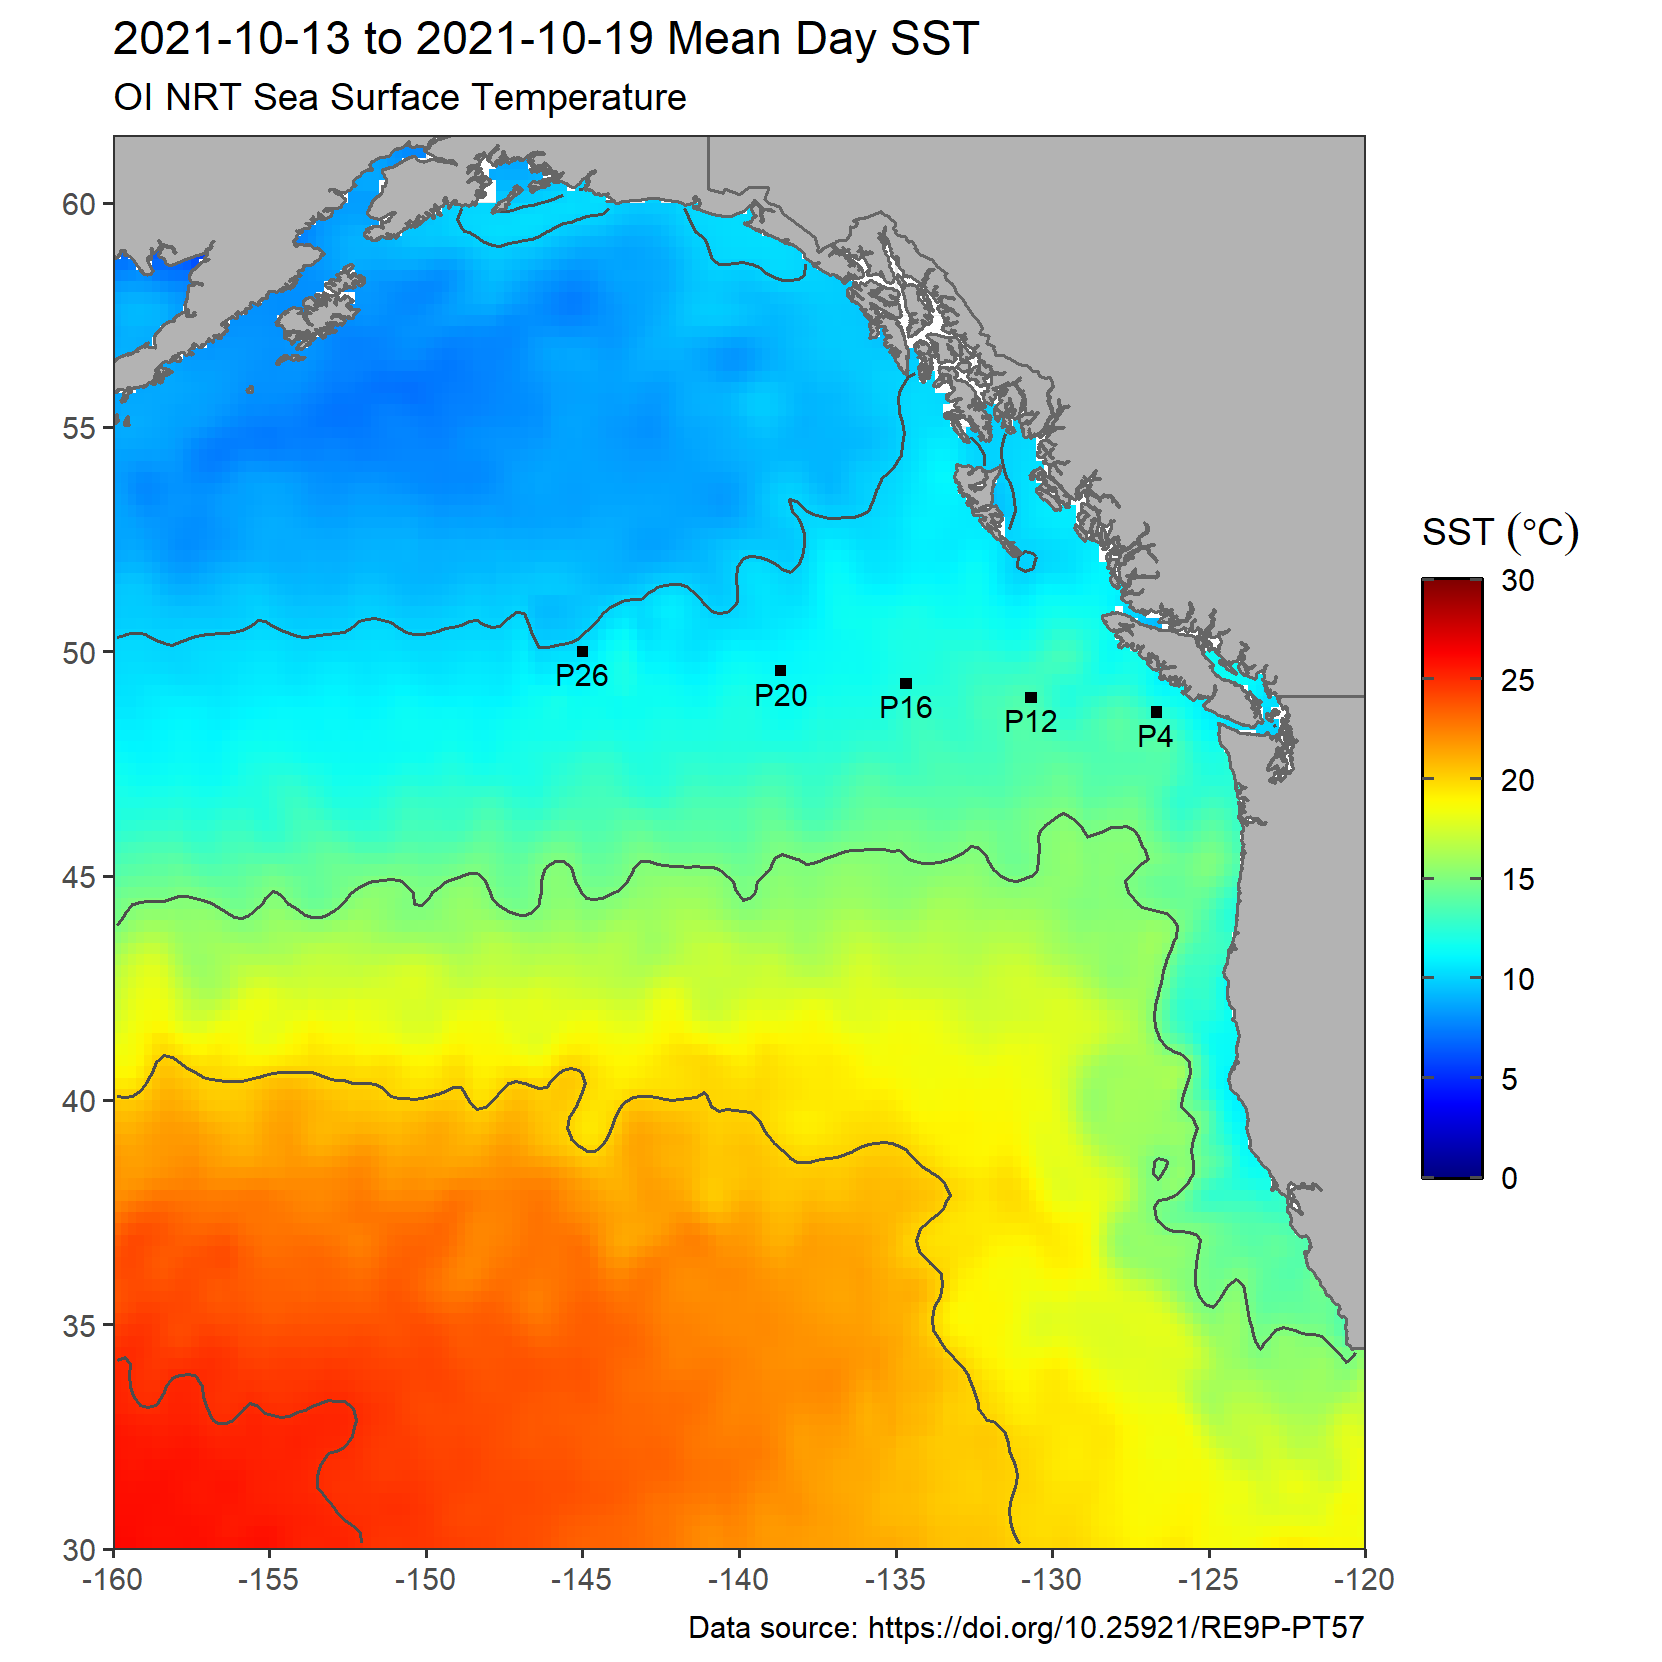 2021-10-13 to 2021-10-19 Mean Day SST
OI NRT Sea Surface Temperature
60
55
50
45
40
35
30
P26
P20
P16
P12
P4
-160
-155
-150
-145
-140
-135
-130
-125
-120
SST (°C)
30
25
20
15
10
5
0
Data source: https://doi.org/10.25921/RE9P-PT57